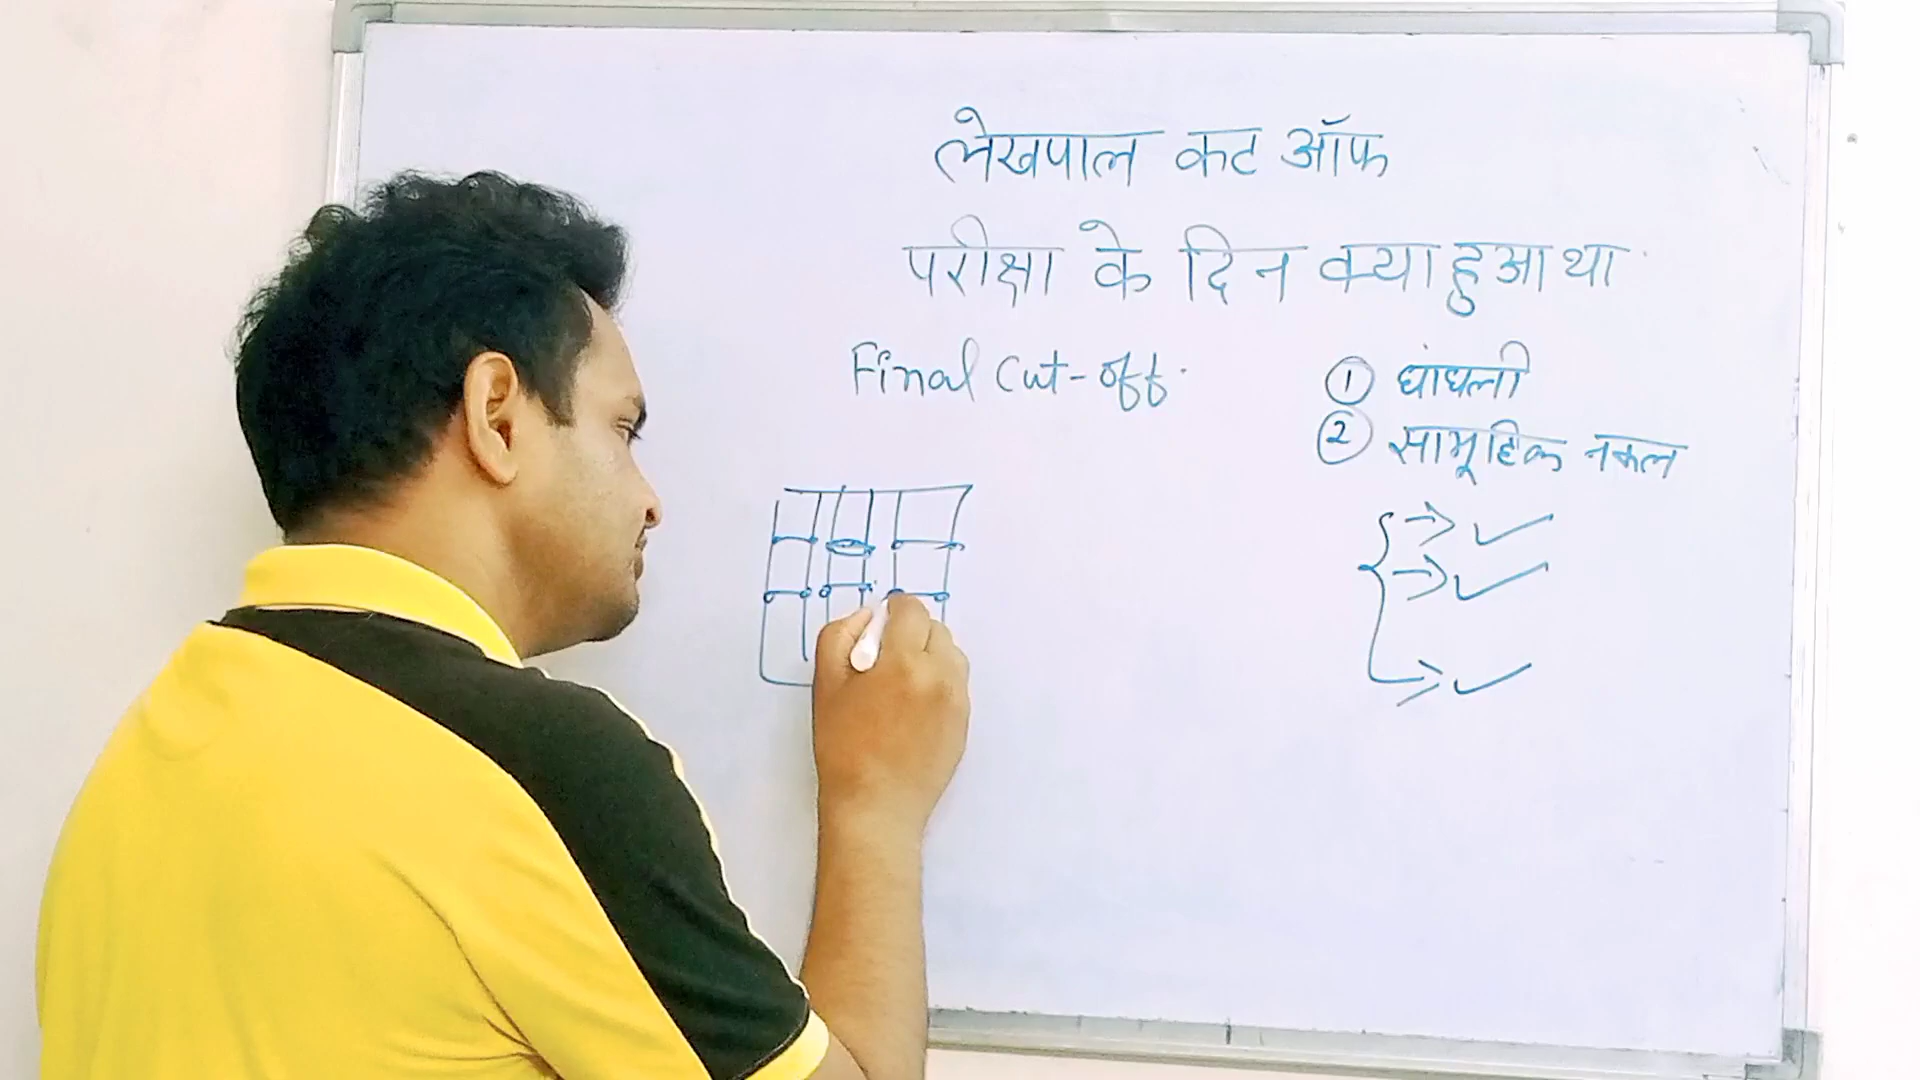 लेखपाल कट ऑफ
परीक्षा के दिन क्या हुआ था
Final cut-off.
① धांधली
② सामूहिक नकल